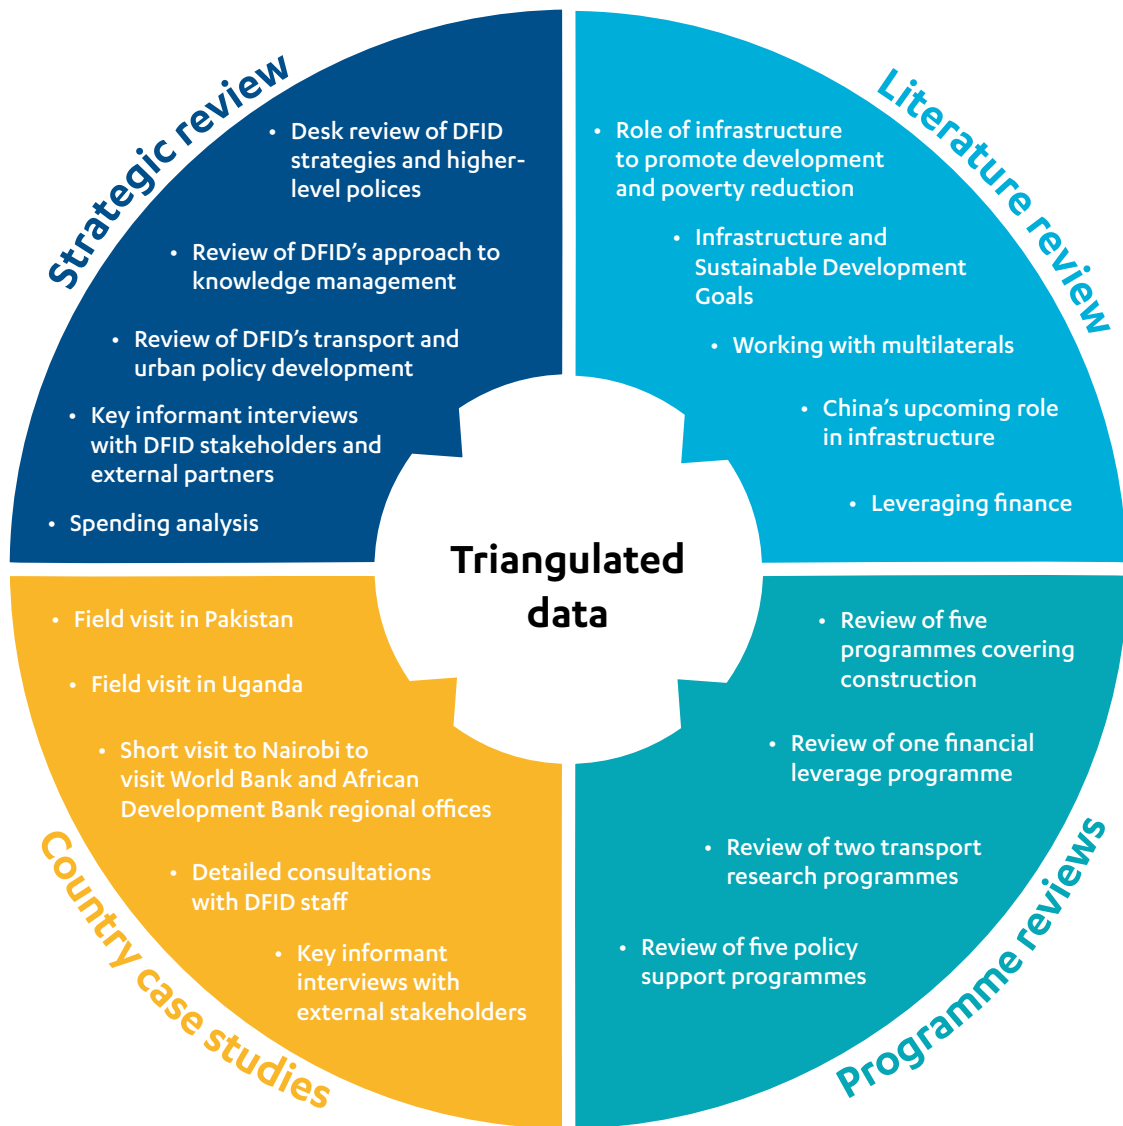 Strategic review
• Desk review of DFID
strategies and higher-
level polices
• Review of DFID’s approach to
knowledge management
• Review of DFID’s transport and
urban policy development
• Key informant interviews
with DFID stakeholders and
external partners
• Spending analysis
Literature review
• Role of infrastructure
to promote development
and poverty reduction
• Infrastructure and
Sustainable Development
Goals
• Working with multilaterals
• China’s upcoming role
in infrastructure
• Leveraging finance
Triangulated
data
Country case studies
• Field visit in Pakistan
• Field visit in Uganda
• Short visit to Nairobi to
visit World Bank and African
Development Bank regional offices
• Detailed consultations
with DFID staff
• Key informant
interviews with
external stakeholders
Programme reviews
• Review of five
programmes covering
construction
• Review of one financial
leverage programme
• Review of two transport
research programmes
• Review of five policy
support programmes